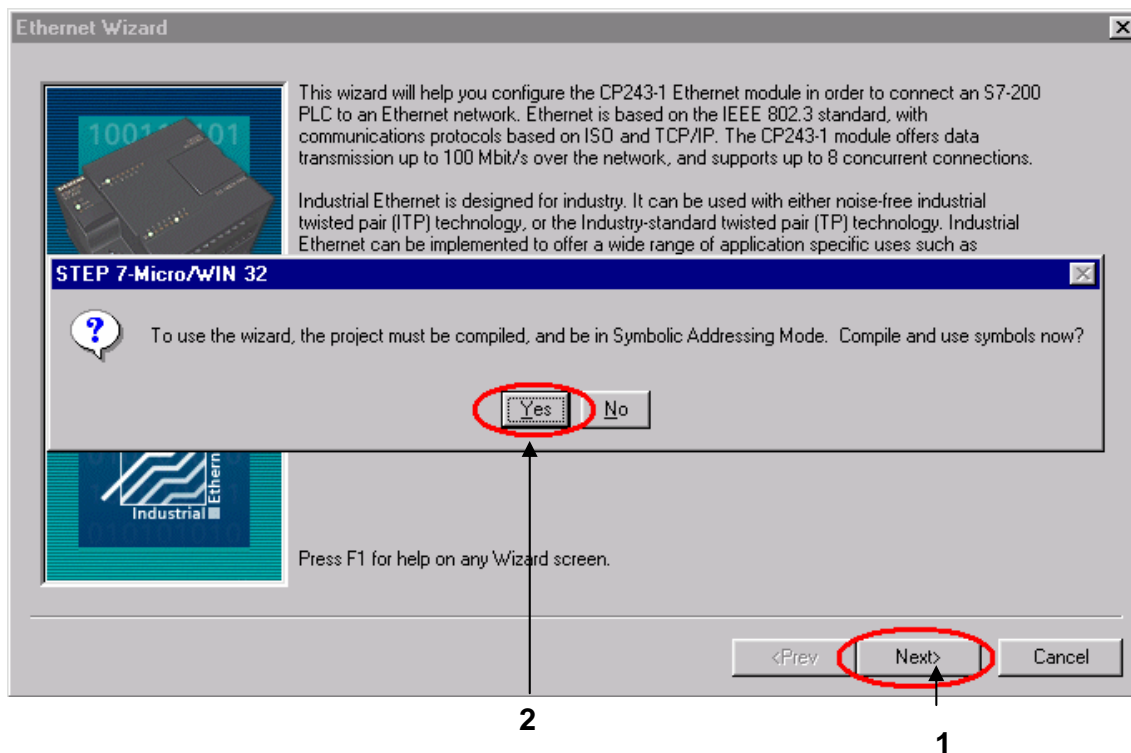 Ethernet Wizard
This wizard will help you configure the CP243-1 Ethernet module in order to connect an S7-200
PLC to an Ethernet network. Ethernet is based on the IEEE 802.3 standard, with
communications protocols based on ISO and TCP/IP. The CP243-1 module offers data
transmission up to 100 Mbit/s over the network, and supports up to 8 concurrent connections.
Industrial Ethernet is designed for industry. It can be used with either noise-free industrial
twisted pair (ITP) technology, or the Industry-standard twisted pair (TP) technology. Industrial
Ethernet can be implemented to offer a wide range of application specific uses such as
STEP 7-Micro/WIN 32
To use the wizard, the project must be compiled, and be in Symbolic Addressing Mode. Compile and use symbols now?
Yes
No
Industrial
Ethern
010101010
Press F1 for help on any Wizard screen.
<Prev
Next>
Cancel
2
1